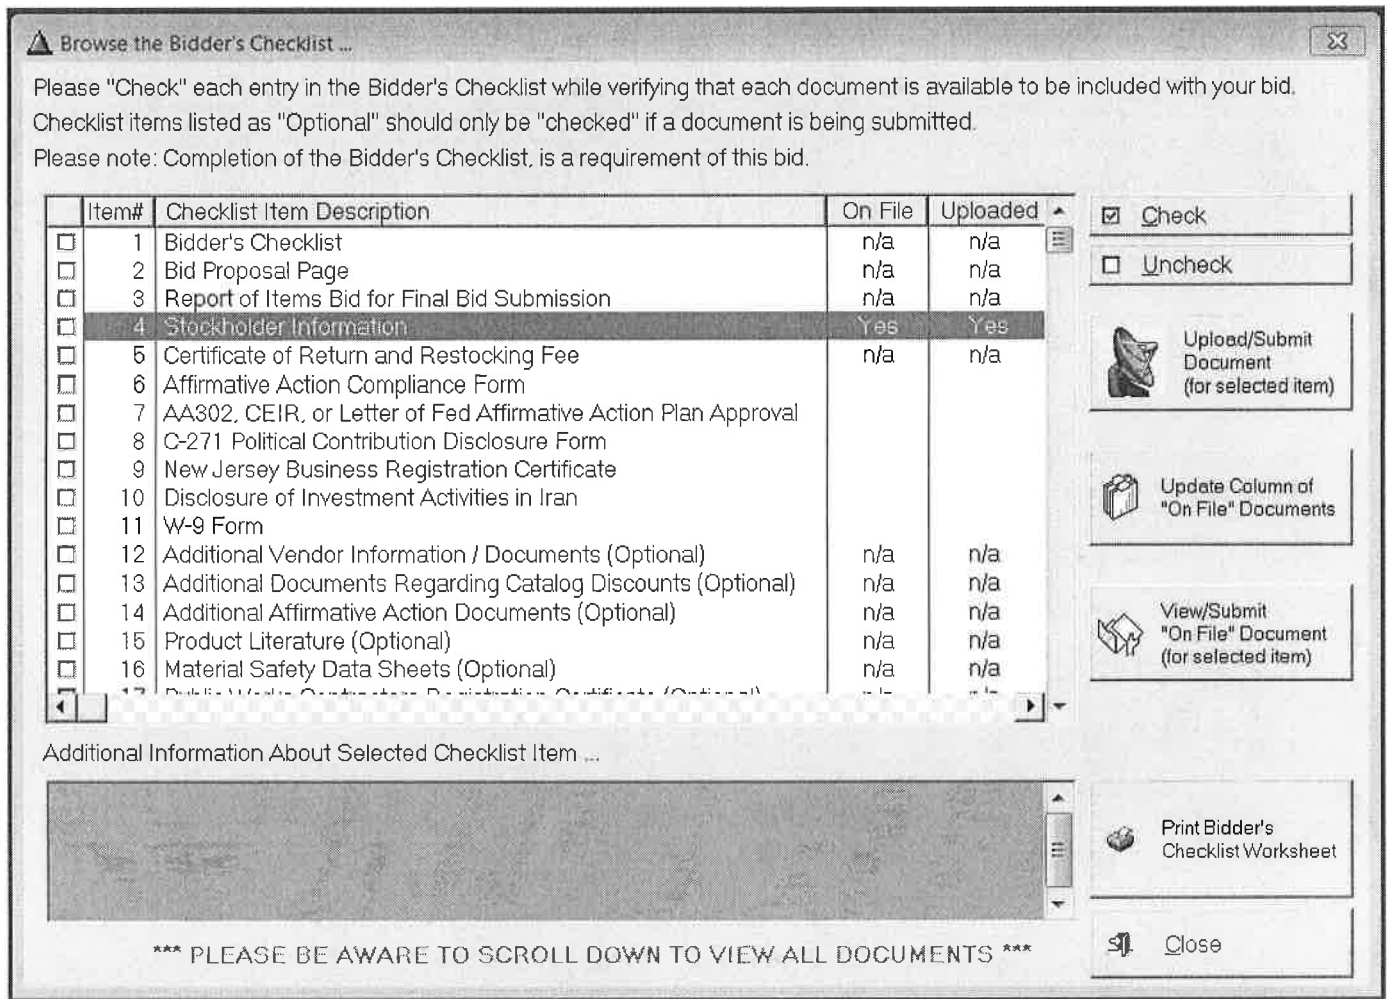 Browse the Bidder's Checklist ...
Please "Check" each entry in the Bidder's Checklist while verifying that each document is available to be included with your bid.
Checklist items listed as "Optional" should only be "checked" if a document is being submitted.
Please note: Completion of the Bidder's Checklist, is a requirement of this bid.
Item# Checklist Item Description On File Uploaded
1 Bidder's Checklist n/a n/a
2 Bid Proposal Page n/a n/a
3 Report of Items Bid for Final Bid Submission n/a n/a
4 Stockholder Information Yes Yes
5 Certificate of Return and Restocking Fee n/a n/a
6 Affirmative Action Compliance Form
7 AA302, CEIR, or Letter of Fed Affirmative Action Plan Approval
8 C-271 Political Contribution Disclosure Form
9 New Jersey Business Registration Certificate
10 Disclosure of Investment Activities in Iran
11 W-9 Form
12 Additional Vendor Information / Documents (Optional) n/a n/a
13 Additional Documents Regarding Catalog Discounts (Optional) n/a n/a
14 Additional Affirmative Action Documents (Optional) n/a n/a
15 Product Literature (Optional) n/a n/a
16 Material Safety Data Sheets (Optional) n/a n/a
17 Public Works Contractors Registration Certificate (Optional) n/a n/a
Check
Uncheck
Upload/Submit
Document
(for selected item)
Update Column of
"On File" Documents
View/Submit
"On File" Document
(for selected item)
Additional Information About Selected Checklist Item ...
Print Bidder's
Checklist Worksheet
*** PLEASE BE AWARE TO SCROLL DOWN TO VIEW ALL DOCUMENTS ***
Close